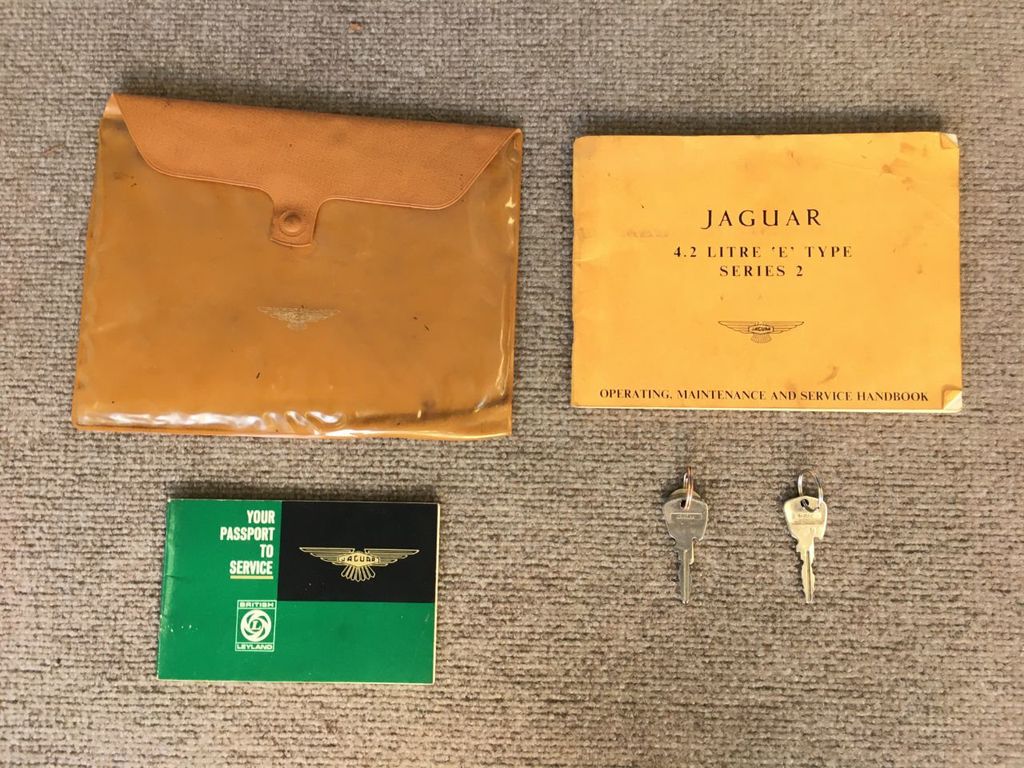 JAGUAR
4.2 LITRE 'E' TYPE
SERIES 2
JAGUAR
OPERATING, MAINTENANCE AND SERVICE HANDBOOK
YOUR
PASSPORT
TO
SERVICE
JAGUAR
BRITISH
L
LEYLAND